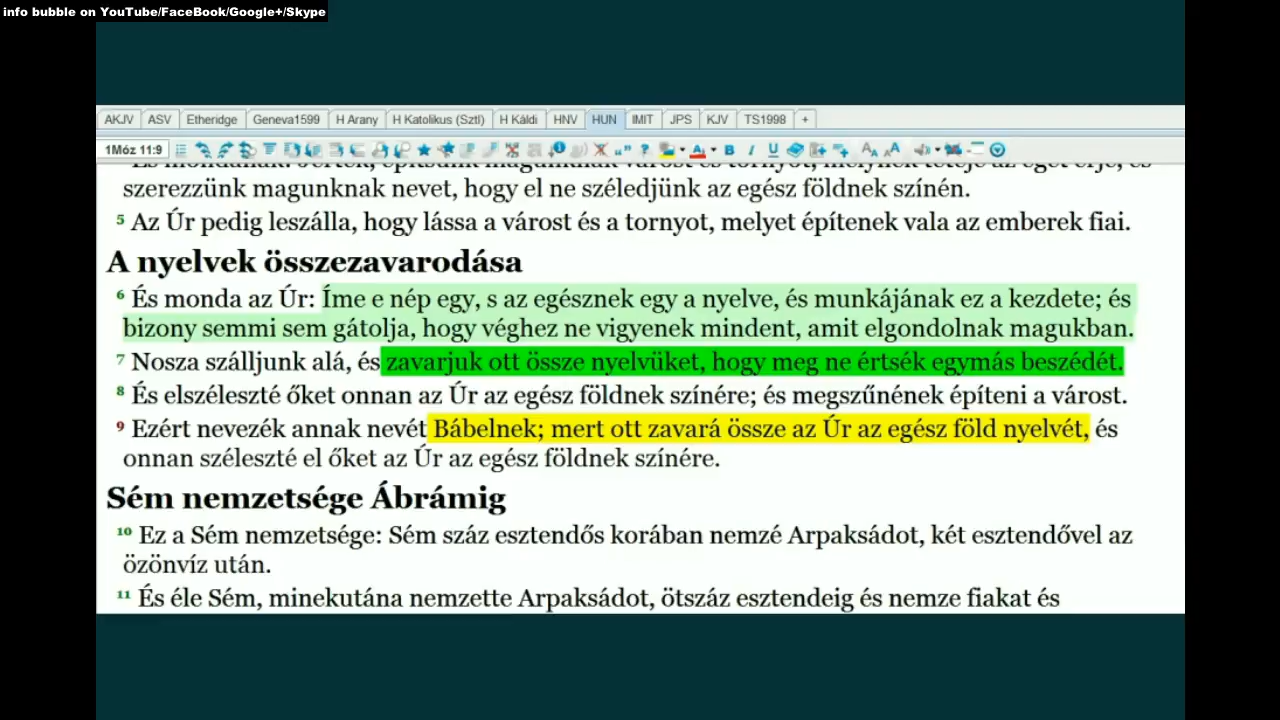 info bubble on YouTube/FaceBook/Google+/Skype
AKJV ASV Etheridge Geneva1599 H Arany H Katolikus (SztI) H Káldi HNV HUN IMIT JPS KJV TS1998 +
1Móz 11:9
szerezzünk magunknak nevet, hogy el ne széledjünk az egész földnek színén.
5 Az Úr pedig leszálla, hogy lássa a várost és a tornyot, melyet építenek vala az emberek fiai.
A nyelvek összezavarodása
6 És monda az Úr: Íme e nép egy, s az egésznek egy a nyelve, és munkájának ez a kezdete; és
bizony semmi sem gátolja, hogy véghez ne vigyenek mindent, amit elgondolnak magukban.
7 Nosza szálljunk alá, és zavarjuk ott össze nyelvüket, hogy meg ne értsék egymás beszédét.
8 És elszéleszté őket onnan az Úr az egész földnek színére; és megszűnének építeni a várost.
9 Ezért nevezék annak nevét Bábelnek; mert ott zavará össze az Úr az egész föld nyelvét, és
onnan széleszté el őket az Úr az egész földnek színére.
Sém nemzetsége Ábrámig
10 Ez a Sém nemzetsége: Sém száz esztendős korában nemzé Arpaksádot, két esztendővel az
özönvíz után.
11 És éle Sém, minekutána nemzette Arpaksádot, ötszáz esztendeig és nemze fiakat és